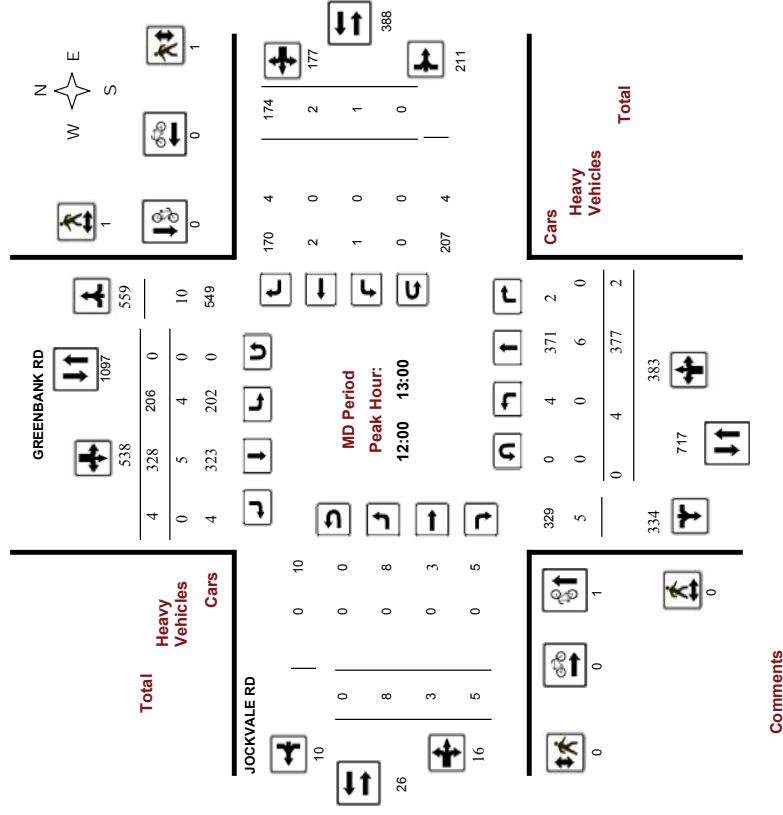 N
W E
S
GREENBANK RD
1097
538
559
4 328 206 0
0 5 4 0 10
4 323 202 0 549
1
0
0
1
388
177
211
174
2
1
0
170 4
2 0
1 0
0 0
207 4
Total
Heavy
Vehicles
Cars
MD Period
Peak Hour:
12:00 13:00
JOCKVALE RD
10
26
16
0 10
0 0 0
8 0 8
3 0 3
5 0 5
Cars
Heavy
Vehicles
Total
329 0 4 371 2
5 0 0 6 0
0 4 377 2
334
717
383
0
0
1
0
Comments